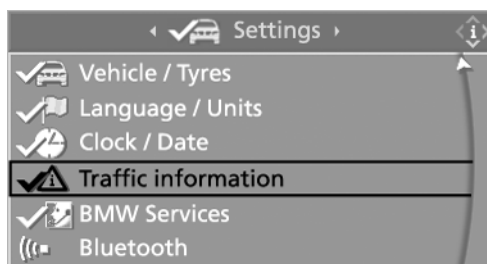 Settings
Vehicle / Tyres
Language / Units
Clock / Date
Traffic information
BMW Services
Bluetooth